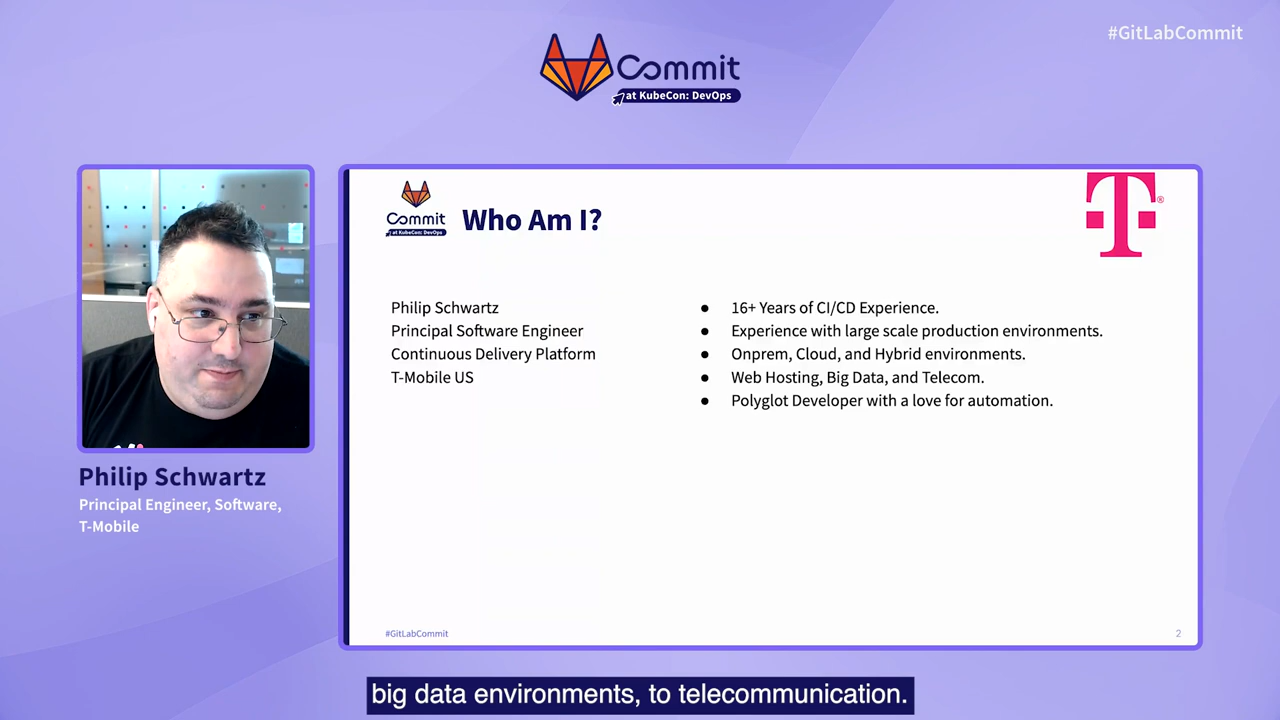 #GitLabCommit
Commit
at KubeCon: DevOps
Commit
at KubeCon: DevOps
Who Am I?
T®
Philip Schwartz
Principal Software Engineer
Continuous Delivery Platform
T-Mobile US
● 16+ Years of CI/CD Experience.
● Experience with large scale production environments.
● Onprem, Cloud, and Hybrid environments.
● Web Hosting, Big Data, and Telecom.
● Polyglot Developer with a love for automation.
Philip Schwartz
Principal Engineer, Software,
T-Mobile
#GitLabCommit
2
big data environments, to telecommunication.